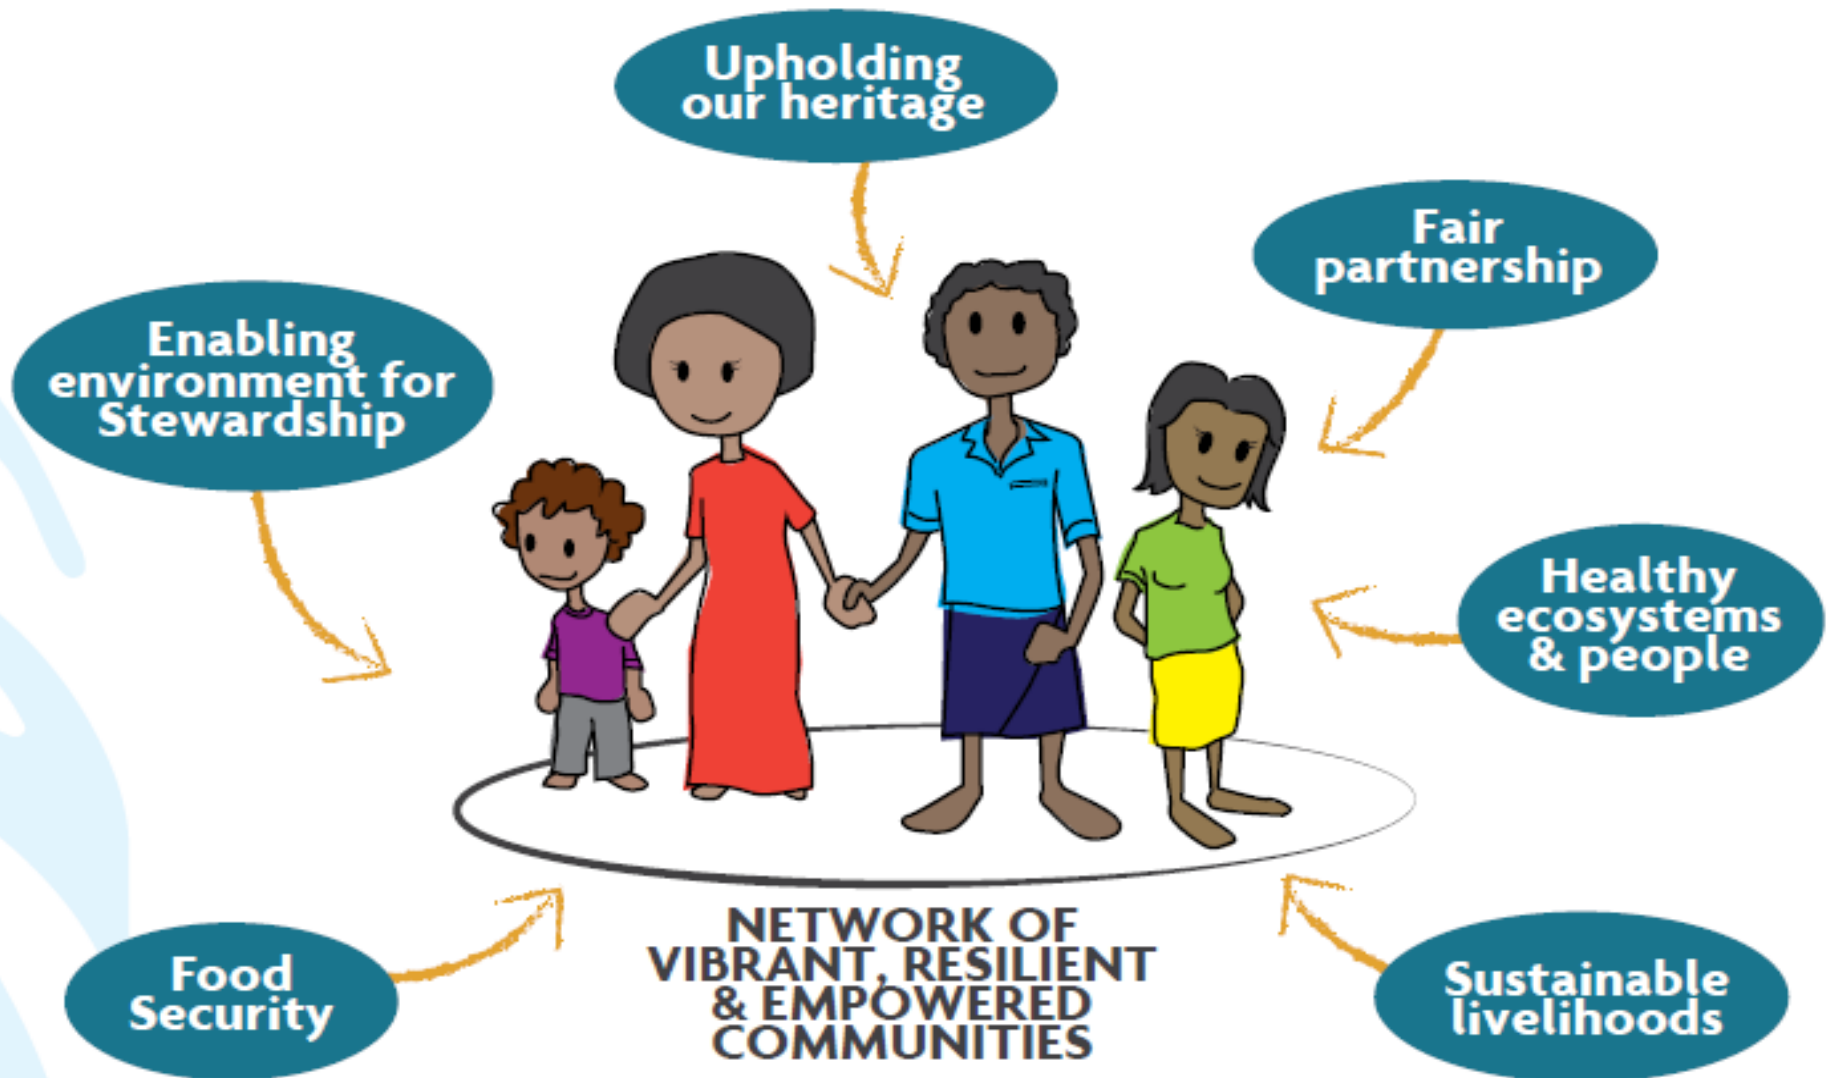 Upholding
our heritage
Fair
partnership
Enabling
environment for
Stewardship
Healthy
ecosystems
& people
Food
Security
NETWORK OF
VIBRANT, RESILIENT
& EMPOWERED
COMMUNITIES
Sustainable
livelihoods